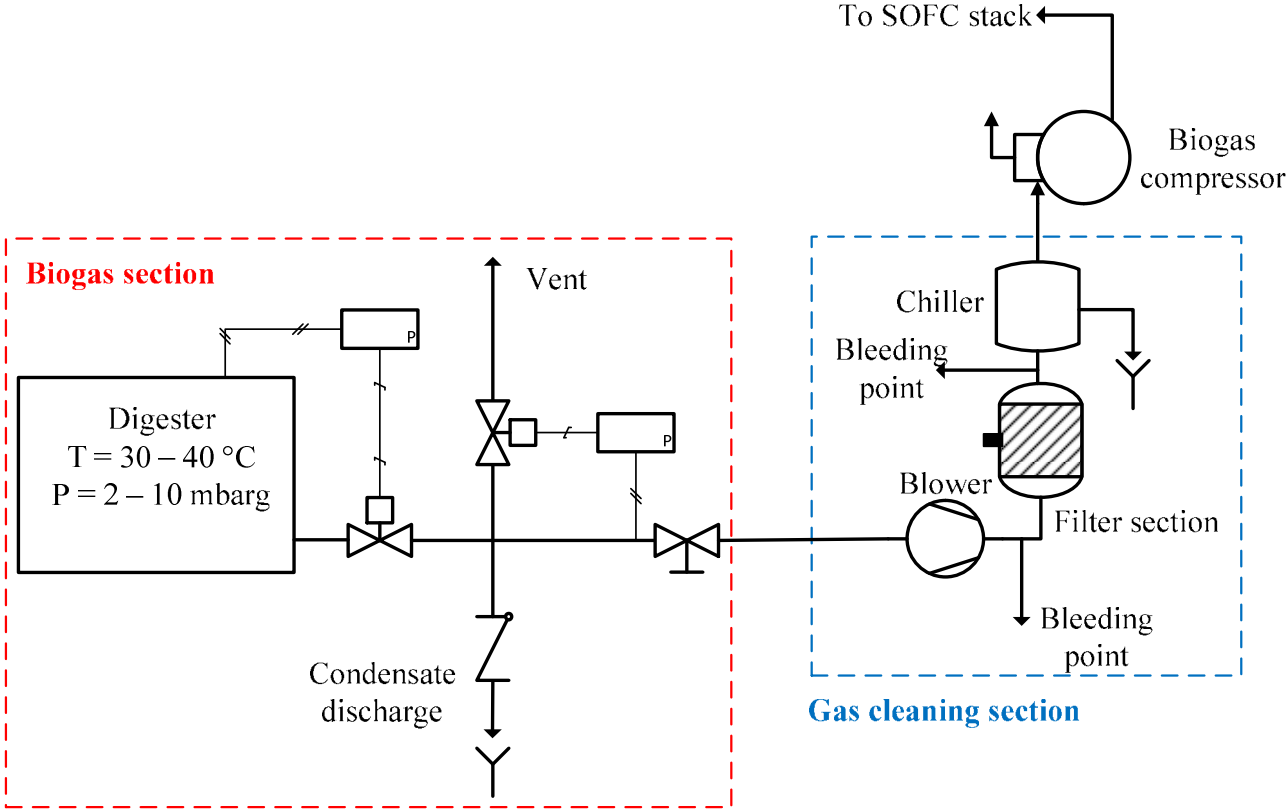 To SOFC stack
Biogas
compressor
Biogas section
Vent
P
Digester
T = 30 – 40 °C
P = 2 – 10 mbarg
P
Condensate
discharge
Chiller
Bleeding
point
Blower
Filter section
Bleeding
point
Gas cleaning section